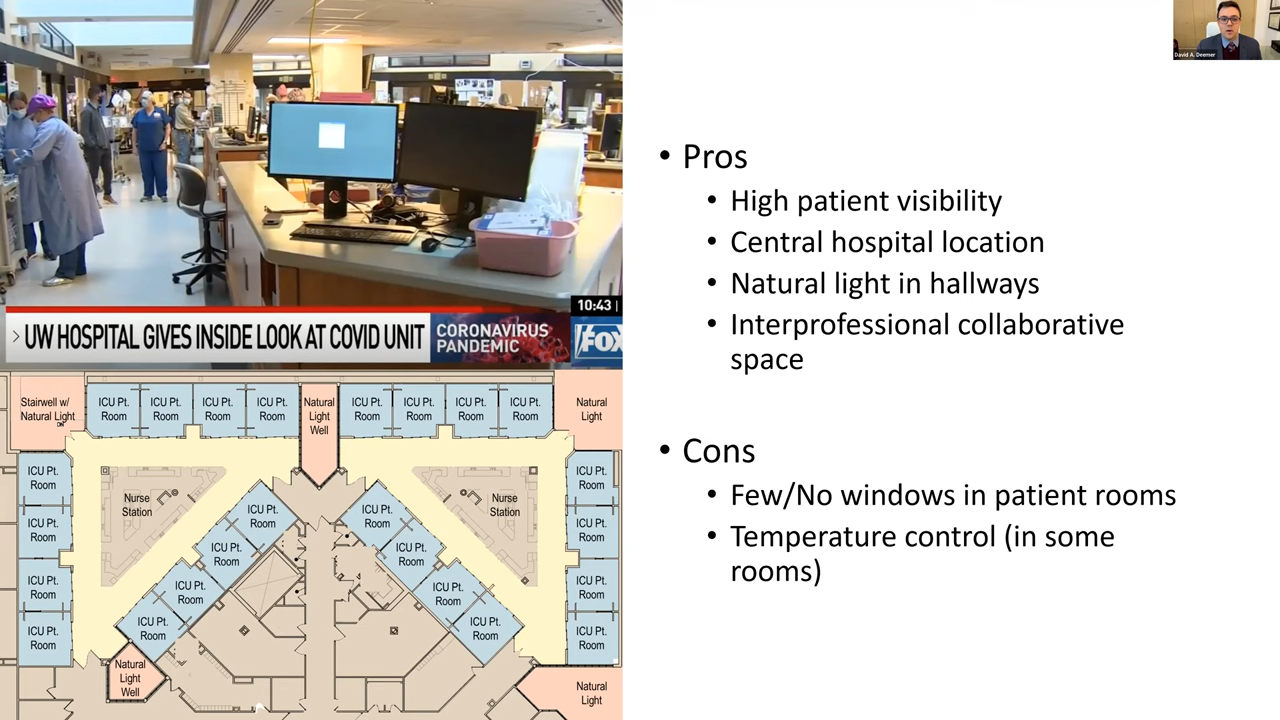 David A. Deemer
10:43
> UW HOSPITAL GIVES INSIDE LOOK AT COVID UNIT
CORONAVIRUS
PANDEMIC
FOX
• Pros
• High patient visibility
• Central hospital location
• Natural light in hallways
• Interprofessional collaborative
space
• Cons
• Few/No windows in patient rooms
• Temperature control (in some
rooms)
Stairwell w/
Natural Light
ICU Pt.
Room
ICU Pt.
Room
ICU Pt.
Room
ICU Pt.
Room
Natural
Light
Well
ICU Pt.
Room
ICU Pt.
Room
ICU Pt.
Room
ICU Pt.
Room
Natural
Light
ICU Pt.
Room
ICU Pt.
Room
ICU Pt.
Room
ICU Pt.
Room
Nurse
Station
ICU Pt.
Room
ICU Pt.
Room
ICU Pt.
Room
ICU Pt.
Room
Natural
Light
Well
ICU Pt.
Room
ICU Pt.
Room
ICU Pt.
Room
ICU Pt.
Room
Nurse
Station
ICU Pt.
Room
ICU Pt.
Room
ICU Pt.
Room
ICU Pt.
Room
Natural
Light